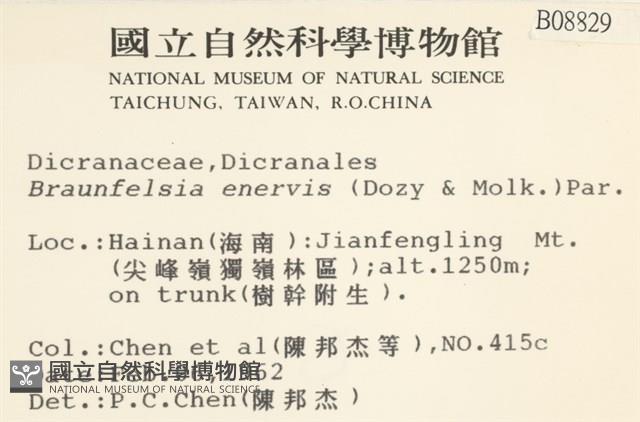 B08829
國立自然科學博物館
NATIONAL MUSEUM OF NATURAL SCIENCE
TAICHUNG, TAIWAN, R.O.CHINA
Dicranaceae,Dicranales
Braunfelsia enervis (Dozy & Molk.)Par.
Loc.:Hainan(海南):Jianfengling Mt.
(尖峰嶺獨嶺林區);alt.1250m;
on trunk(樹幹附生).
Col.:Chen et al(陳邦杰等),NO.415c
國立自然科學博物館
NATIONAL MUSEUM OF NATURAL SCIENCE
Det.:P.C.Chen(陳邦杰)